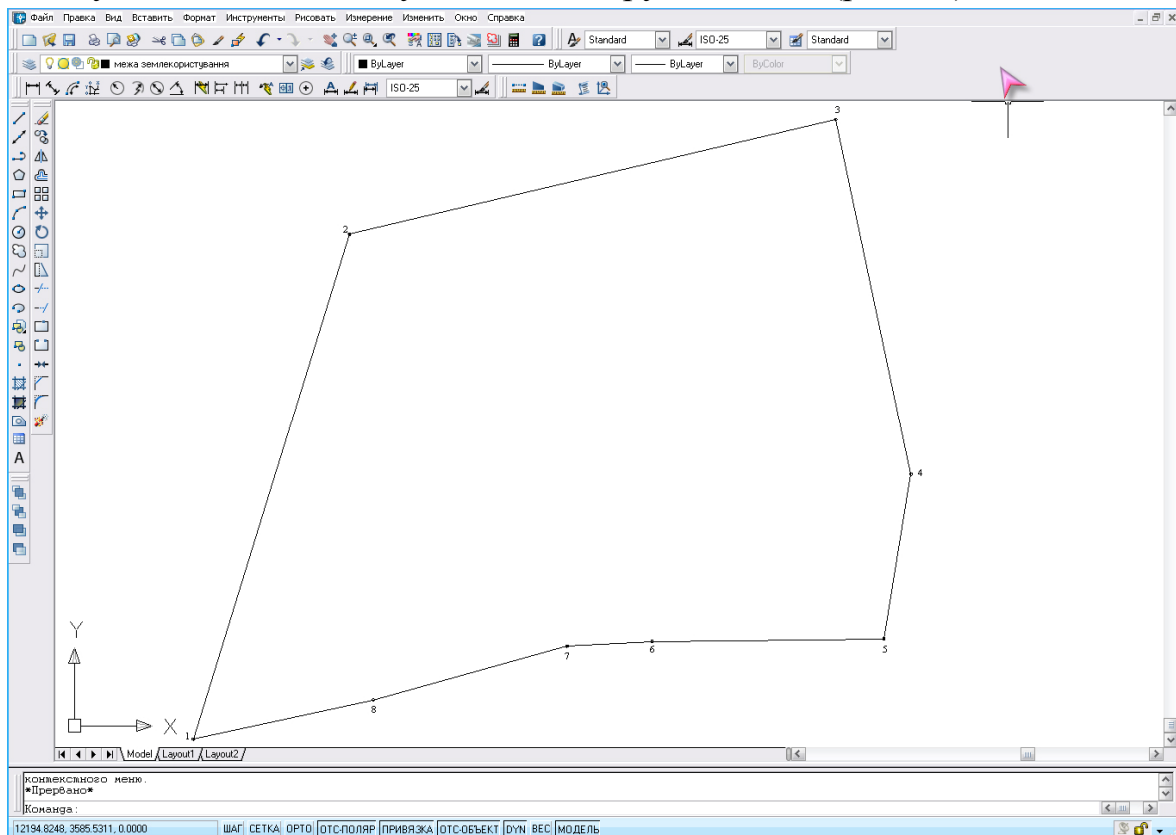 Файл Правка Вид Вставить Формат Инструменты Рисовать Измерение Изменить Окно Справка
Standard ISO-25 Standard
межа землекористування ByLayer ByLayer ByLayer ByColor
ISO-25
3
2
4
7 6 5
8
1
Y
X
A
Model Layout1 Layout2
контекстного меню.
*Прервано*
Команда:
12194.8248, 3585.5311, 0.0000 ШАГ СЕТКА ОРТО ОТС-ПОЛЯР ПРИВЯЗКА ОТС-ОБЪЕКТ DYN ВЕС МОДЕЛЬ